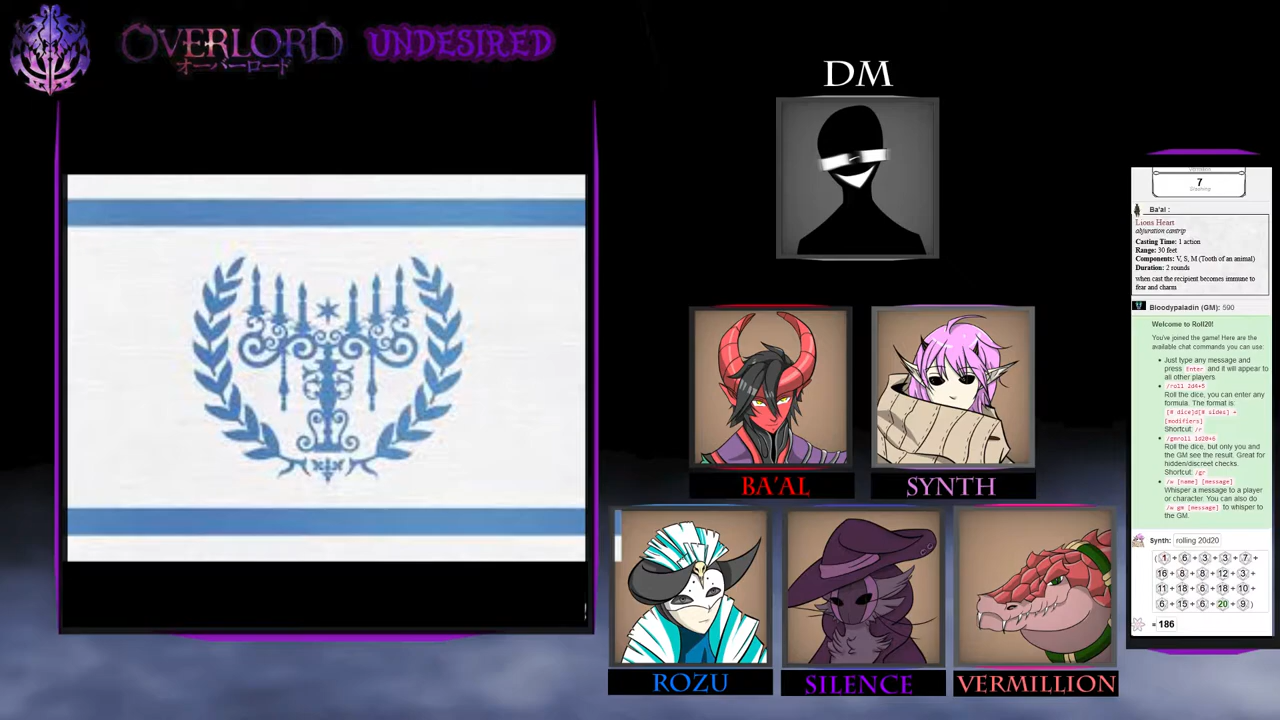 OVERLORD
オーバーロード
UNDESIRED
DM
BA'AL
SYNTH
ROZU
SILENCE
VERMILLION
7
Slashing
Ba'al :
Lions Heart
abjuration cantrip
Casting Time: 1 action
Range: 30 feet
Components: V, S, M (Tooth of an animal)
Duration: 2 rounds
when cast the recipient becomes immune to
fear and charm
Bloodypaladin (GM): 590
Welcome to Roll20!
You've joined the game! Here are the
available chat commands you can use:
Just type any message and
press Enter and it will appear to
all other players.
/roll 2d4+5
Roll the dice, you can enter any
formula. The format is:
[# dice]d[# sides] +
[modifiers]
Shortcut: /r
/gmroll 1d20+6
Roll the dice, but only you and
the GM see the result. Great for
hidden/discreet checks.
Shortcut: /gr
/w [name] [message]
Whisper a message to a player
or character. You can also do
/w gm [message] to whisper to
the GM.
Synth: rolling 20d20
(1+6+3+3+7+
16+8+8+12+3+
11+18+6+18+10+
6+15+6+20+9)
= 186